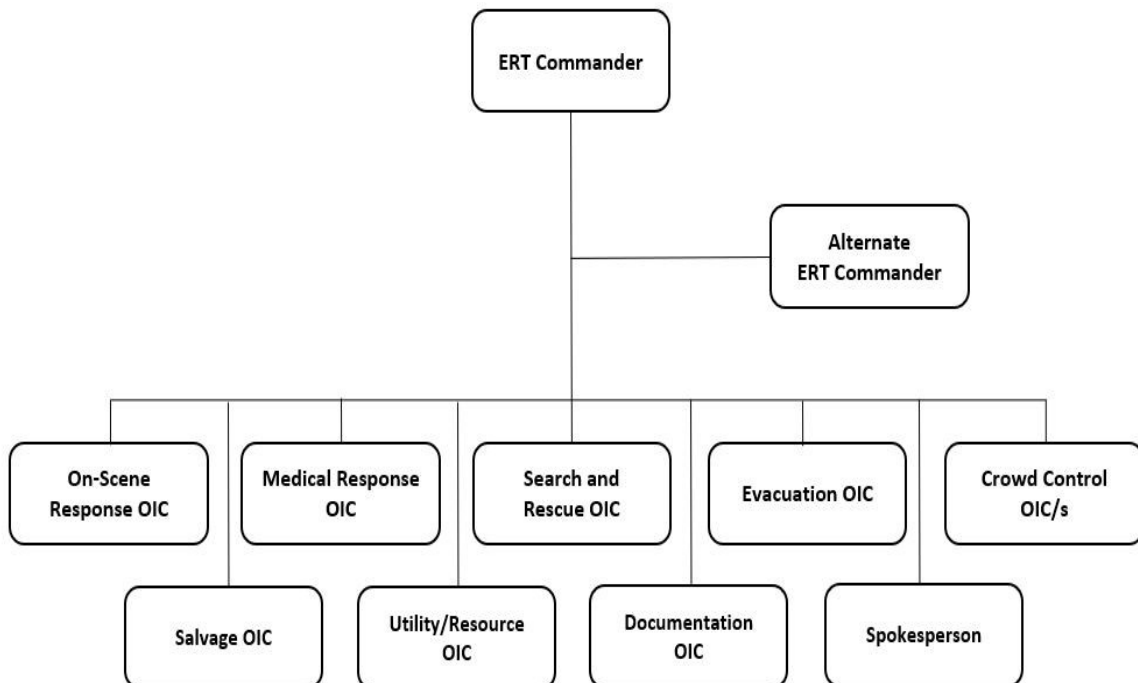 ERT Commander
Alternate
ERT Commander
On-Scene
Response OIC
Medical Response
OIC
Search and
Rescue OIC
Evacuation OIC
Crowd Control
OIC/s
Salvage OIC
Utility/Resource
OIC
Documentation
OIC
Spokesperson